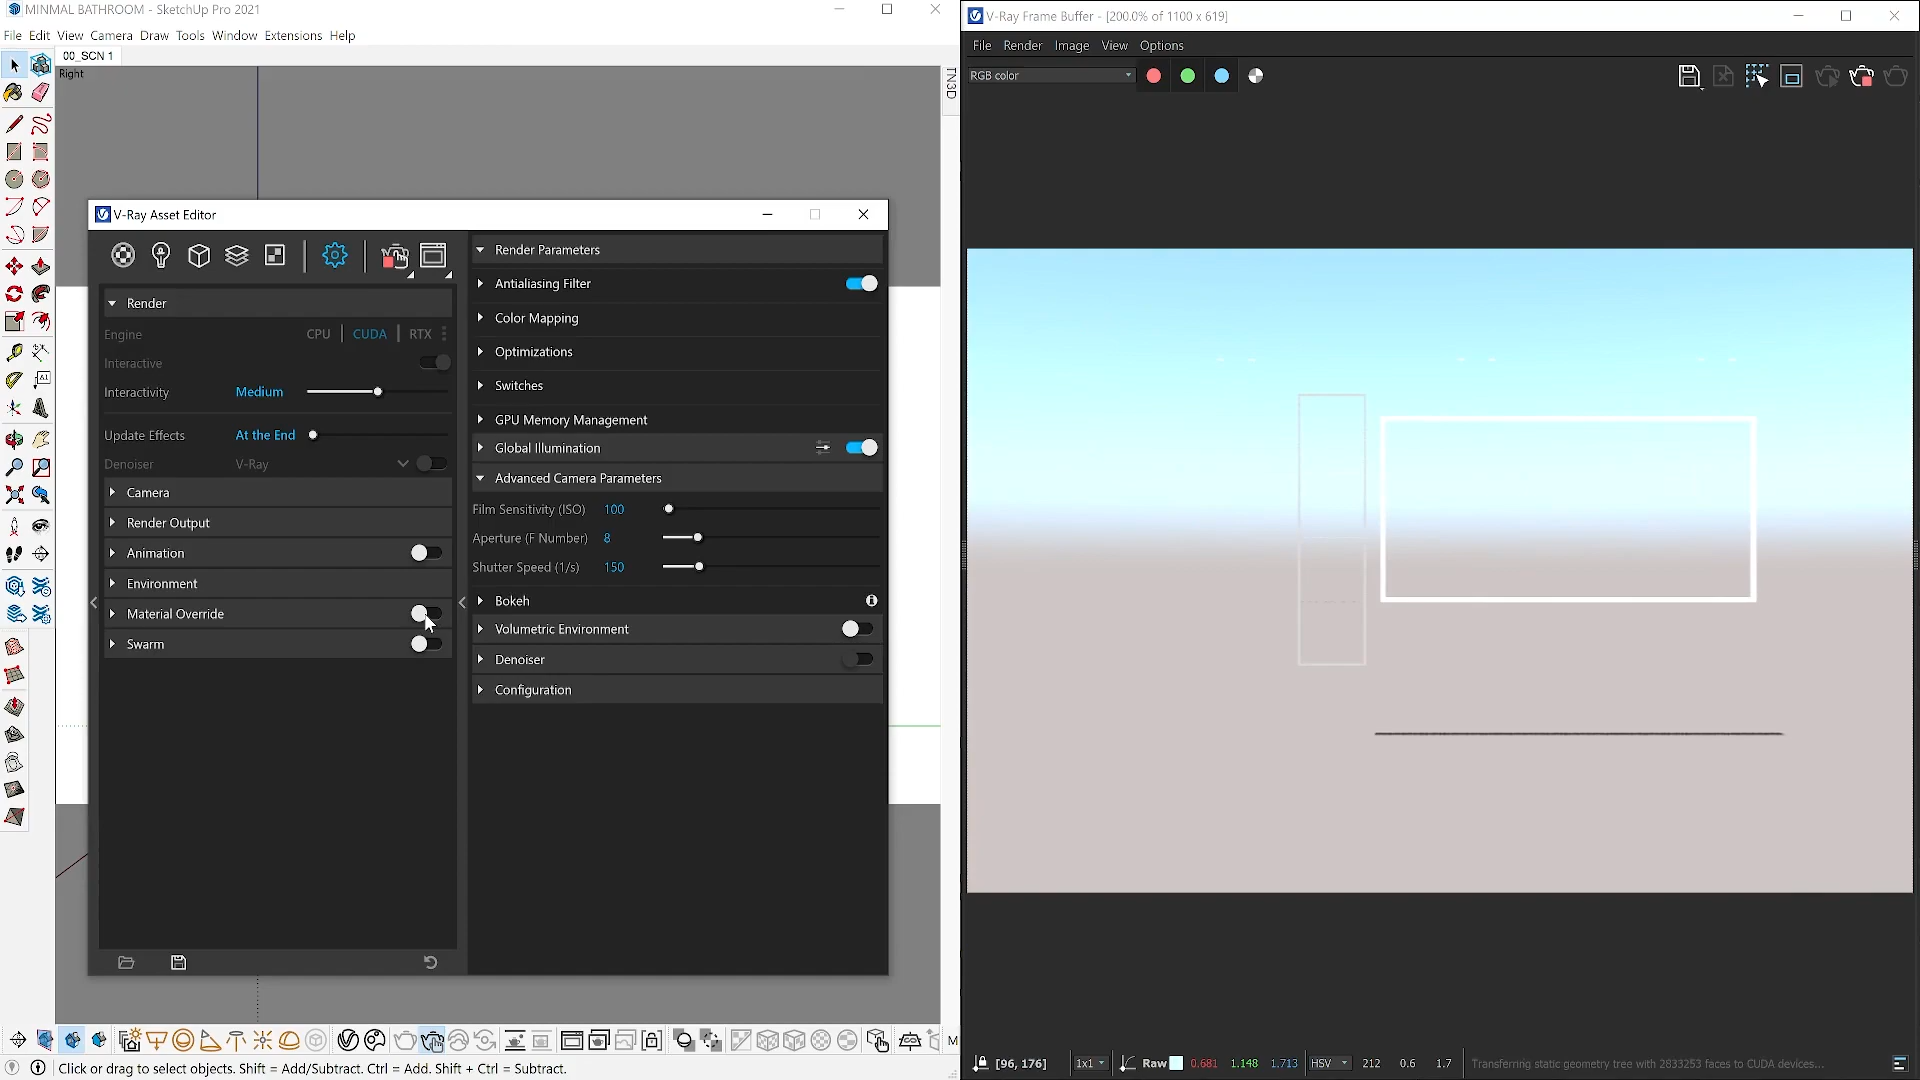 MINMAL BATHROOM - SketchUp Pro 2021
File Edit View Camera Draw Tools Window Extensions Help
00_SCN 1
Right
TN3D
V-Ray Asset Editor
Render
Engine CPU CUDA RTX
Interactive
Interactivity Medium
Update Effects At the End
Denoiser V-Ray
Camera
Render Output
Animation
Environment
Material Override
Swarm
Render Parameters
Antialiasing Filter
Color Mapping
Optimizations
Switches
GPU Memory Management
Global Illumination
Advanced Camera Parameters
Film Sensitivity (ISO) 100
Aperture (F Number) 8
Shutter Speed (1/s) 150
Bokeh
Volumetric Environment
Denoiser
Configuration
M
Click or drag to select objects. Shift = Add/Subtract. Ctrl = Add. Shift + Ctrl = Subtract.
V-Ray Frame Buffer - [200.0% of 1100 x 619]
File Render Image View Options
RGB color
[96, 176] 1x1 Raw 0.681 1.148 1.713 HSV 212 0.6 1.7 Transferring static geometry tree with 2833253 faces to CUDA devices...